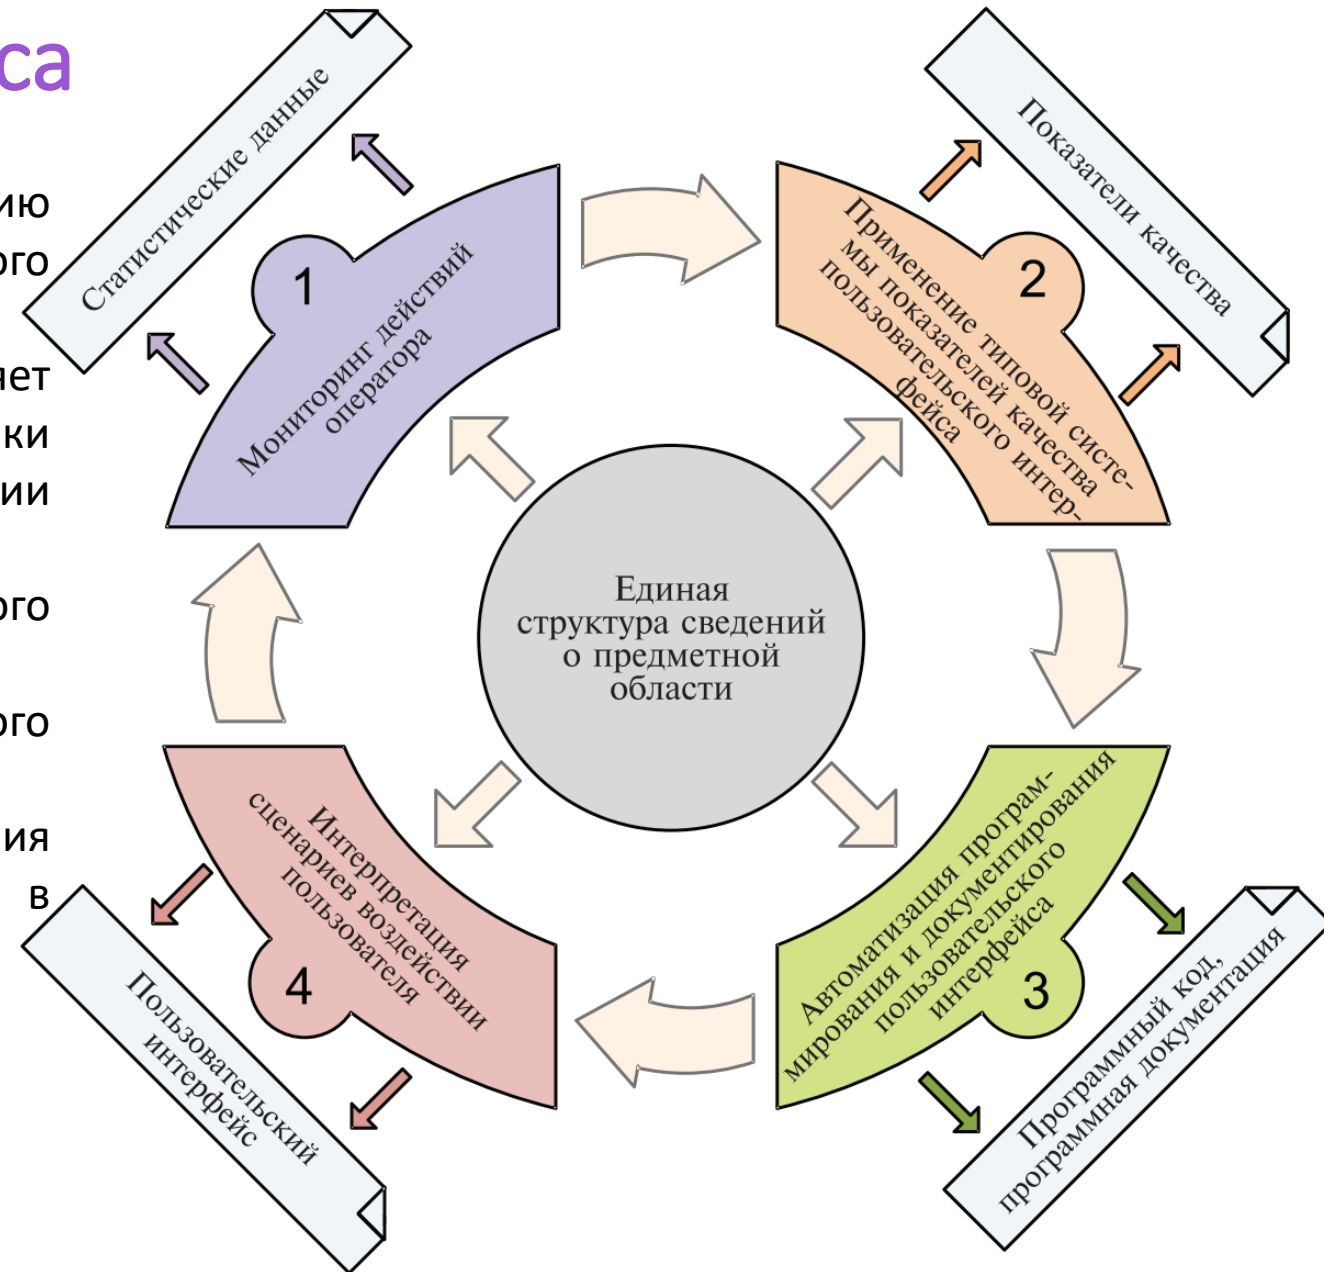 са
ию
ого
яет
ки
ии
ого
ого
ия
в
Статистические данные
1
Мониторинг действий
оператора
Показатели качества
2
Применение типовой систе-
мы показателей качества
пользовательского интер-
фейса
Единая
структура сведений
о предметной
области
Автоматизация програм-
мирования и документирования
пользовательского
интерфейса
3
Программный код,
программная документация
Интерпретация
сценариев воздействии
пользователя
4
Пользовательский
интерфейс